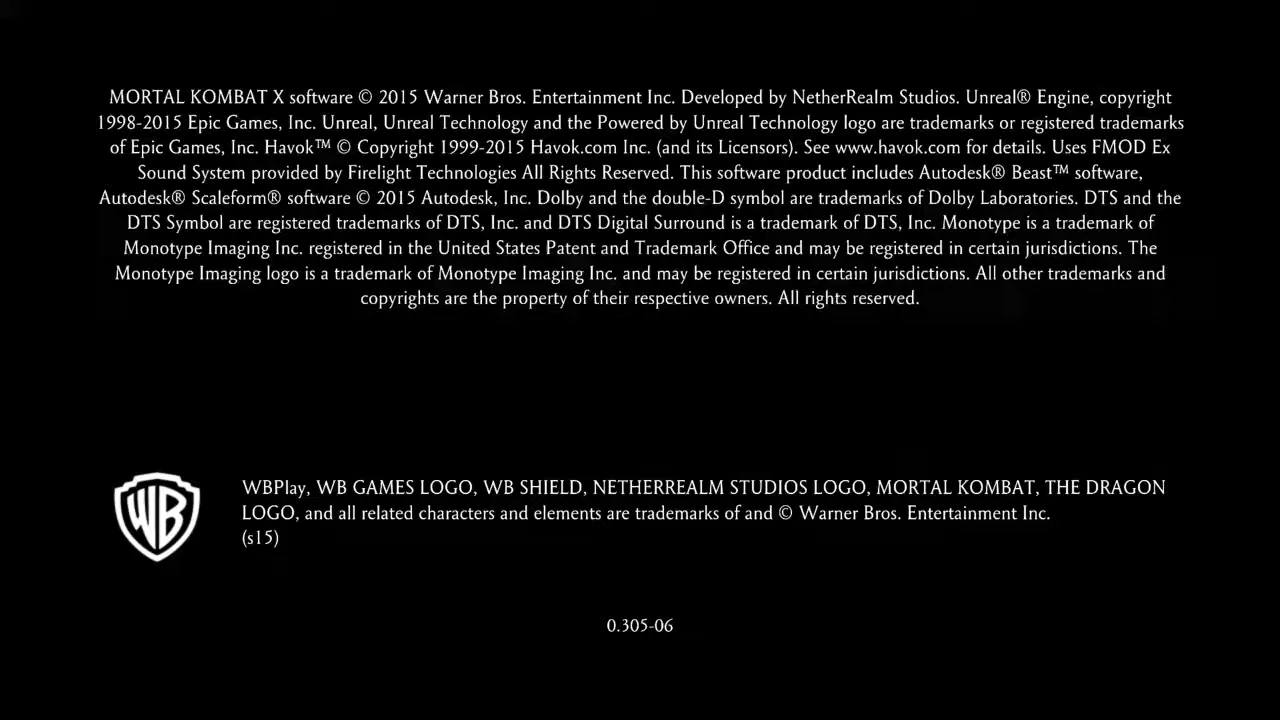 MORTAL KOMBAT X software © 2015 Warner Bros. Entertainment Inc. Developed by NetherRealm Studios. Unreal® Engine, copyright
1998-2015 Epic Games, Inc. Unreal, Unreal Technology and the Powered by Unreal Technology logo are trademarks or registered trademarks
of Epic Games, Inc. Havok™ © Copyright 1999-2015 Havok.com Inc. (and its Licensors). See www.havok.com for details. Uses FMOD Ex
Sound System provided by Firelight Technologies All Rights Reserved. This software product includes Autodesk® Beast™ software,
Autodesk® Scaleform® software © 2015 Autodesk, Inc. Dolby and the double-D symbol are trademarks of Dolby Laboratories. DTS and the
DTS Symbol are registered trademarks of DTS, Inc. and DTS Digital Surround is a trademark of DTS, Inc. Monotype is a trademark of
Monotype Imaging Inc. registered in the United States Patent and Trademark Office and may be registered in certain jurisdictions. The
Monotype Imaging logo is a trademark of Monotype Imaging Inc. and may be registered in certain jurisdictions. All other trademarks and
copyrights are the property of their respective owners. All rights reserved.
WB
WBPlay, WB GAMES LOGO, WB SHIELD, NETHERREALM STUDIOS LOGO, MORTAL KOMBAT, THE DRAGON
LOGO, and all related characters and elements are trademarks of and © Warner Bros. Entertainment Inc.
(s15)
0.305-06